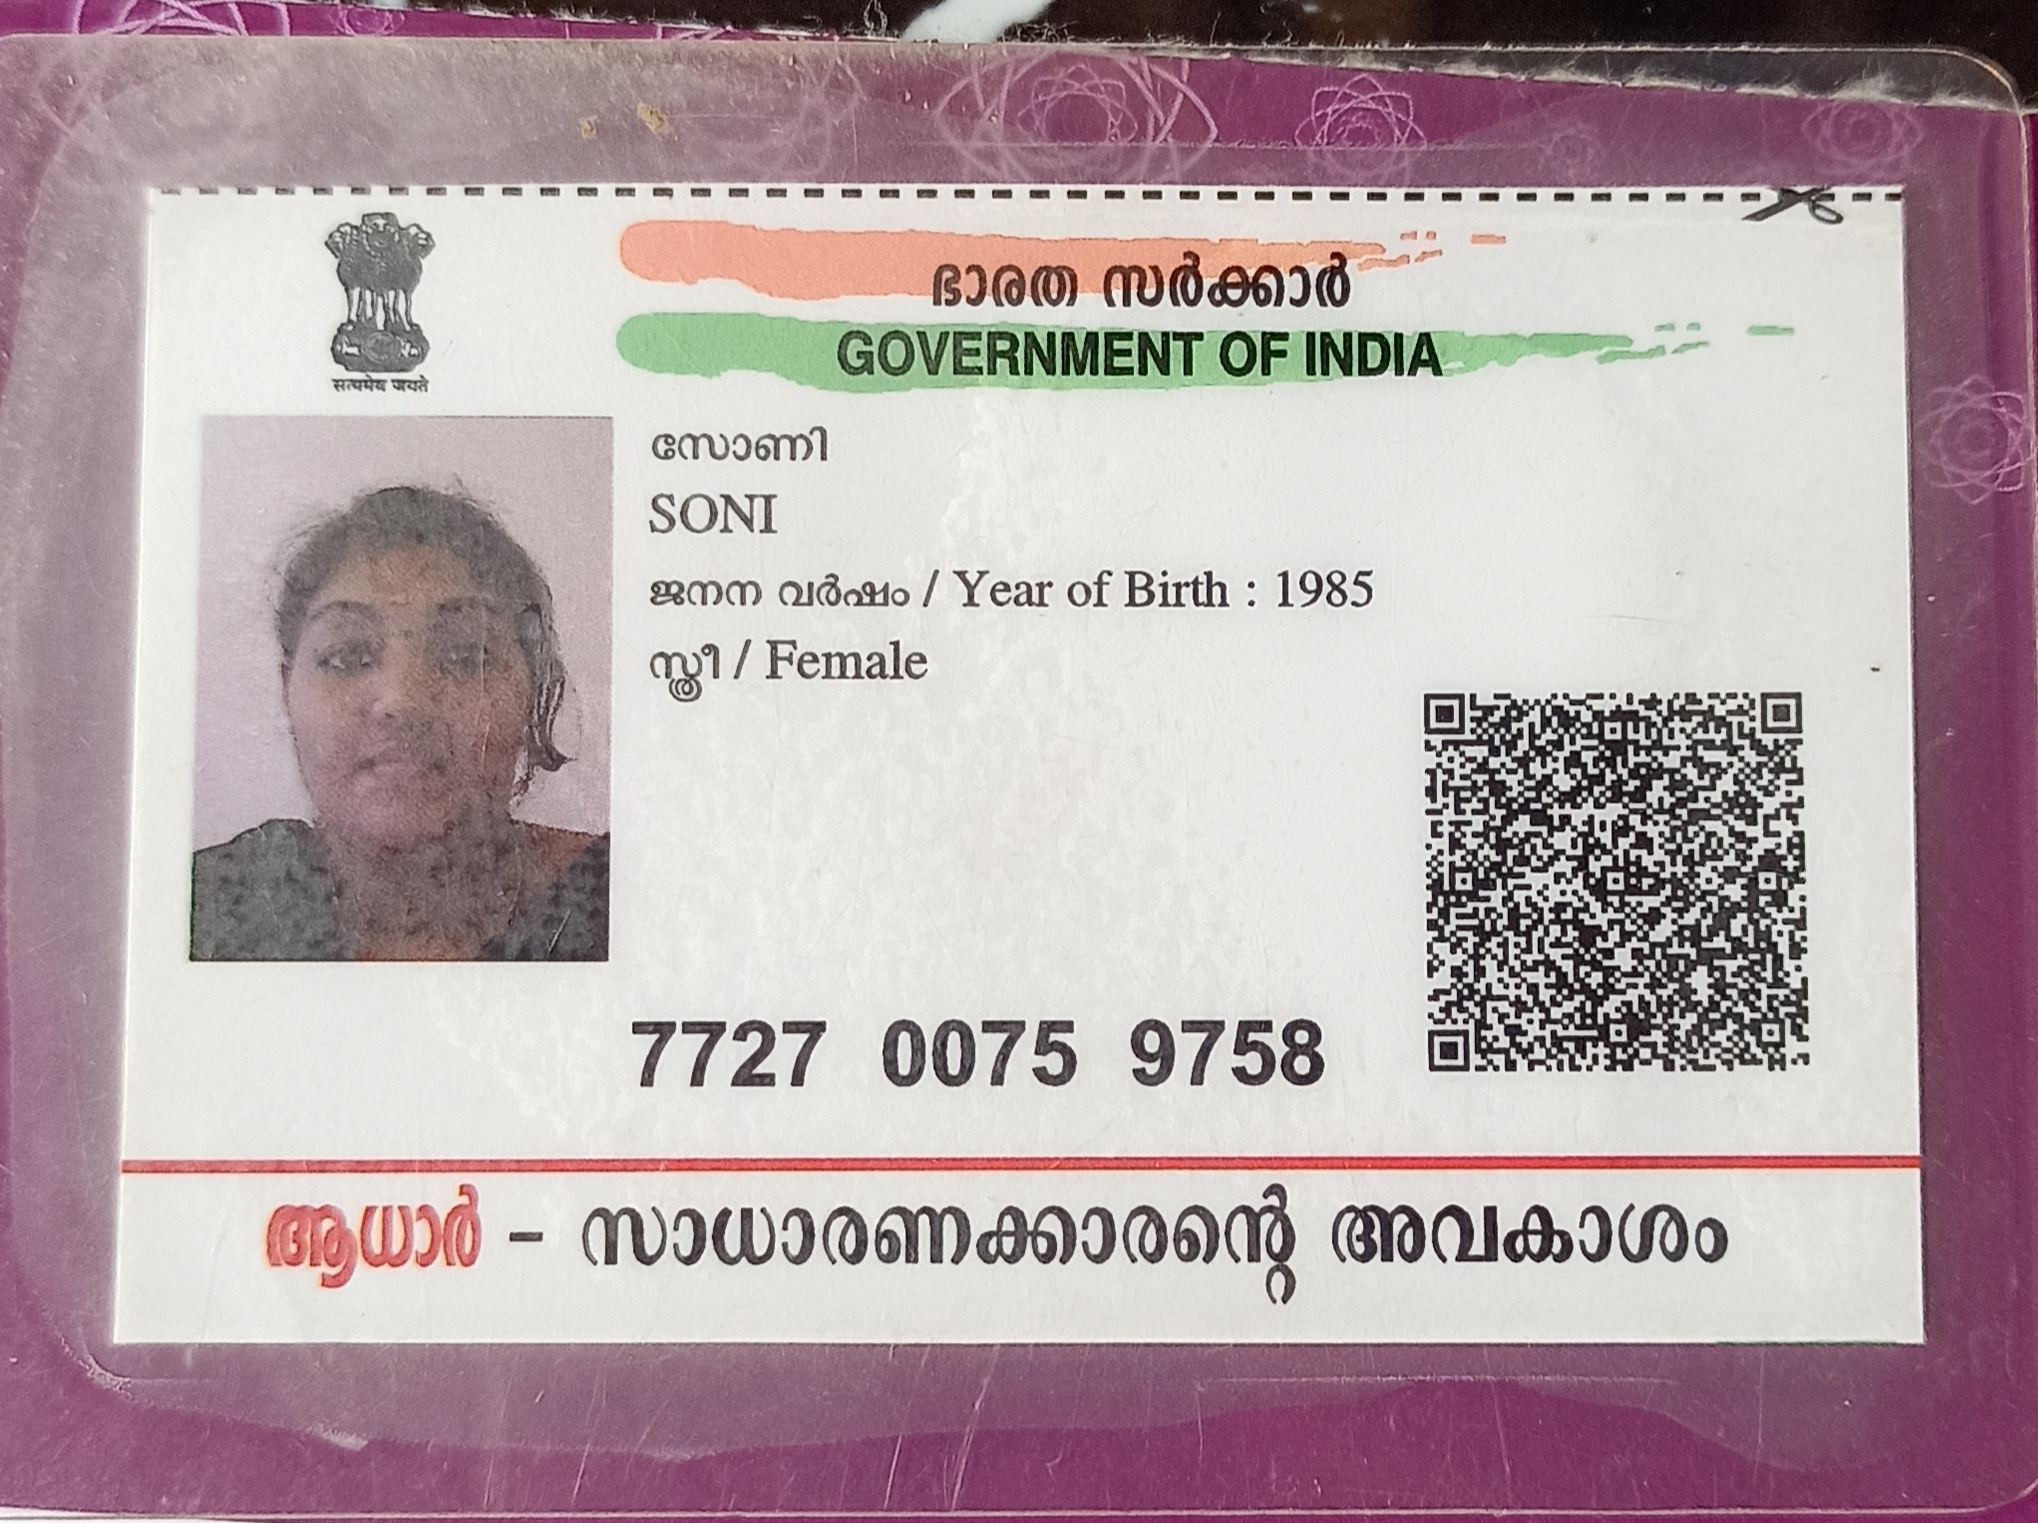 सत्यमेव जयते
ഭാരത സർക്കാർ
GOVERNMENT OF INDIA
സോണി
SONI
ജനന വർഷം / Year of Birth : 1985
സ്ത്രീ / Female
7727 0075 9758
ആധാർ - സാധാരണക്കാരന്റെ അവകാശം